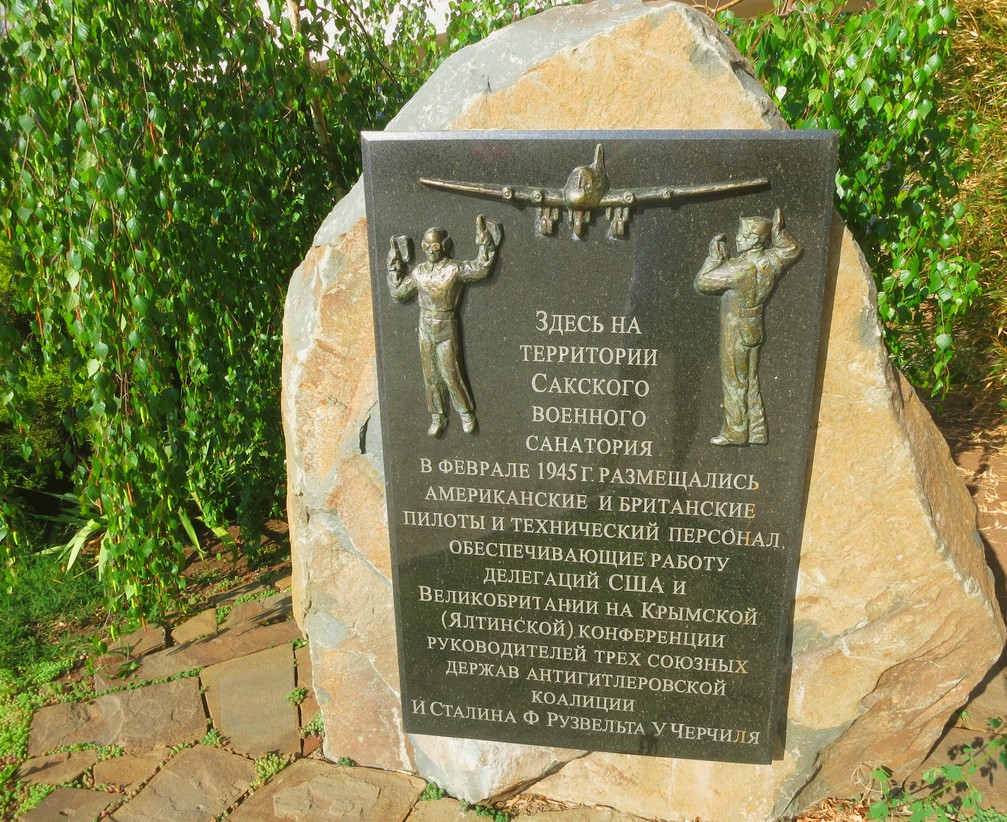 Здесь на
территории
Сакского
военного
санатория
в феврале 1945 г. размещались
американские и британские
пилоты и технический персонал,
обеспечивающие работу
делегаций США и
Великобритании на Крымской
(Ялтинской) конференции
руководителей трех союзных
держав антигитлеровской
коалиции
И Сталина Ф Рузвельта У Черчиля